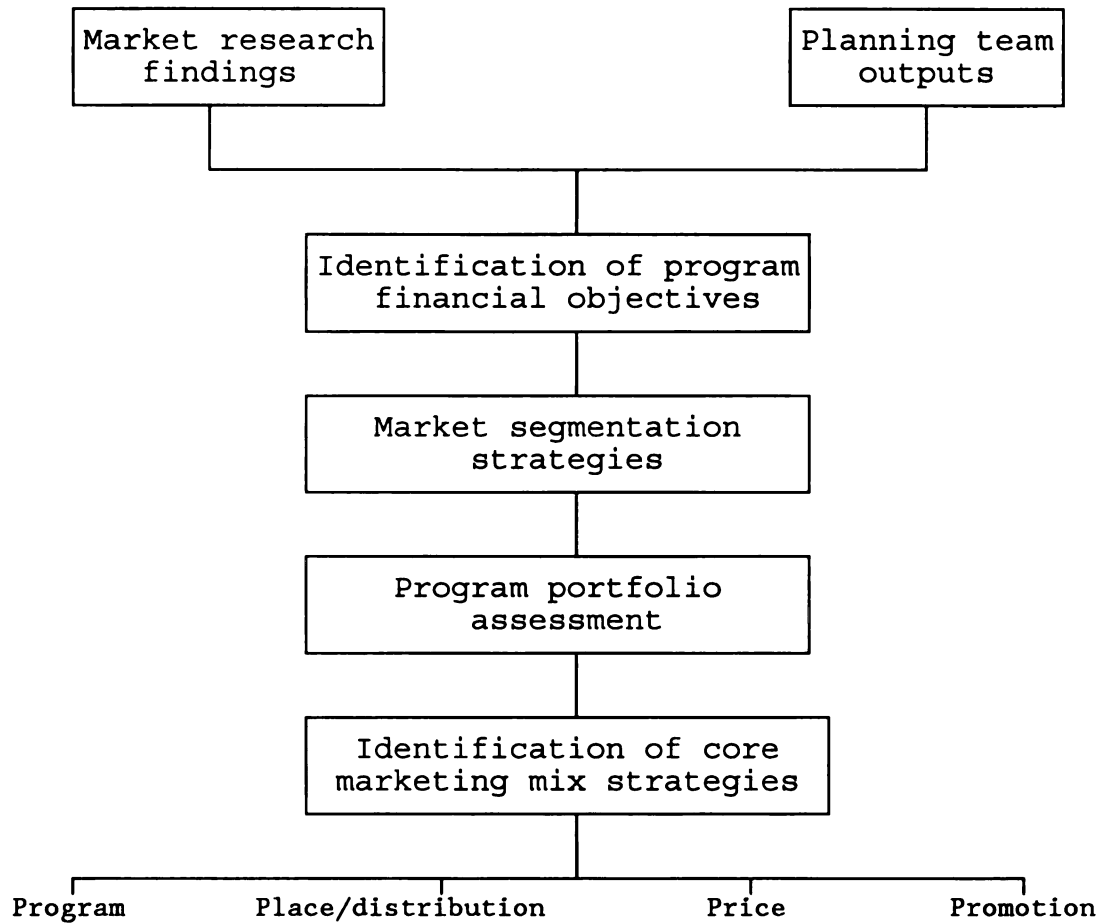 Market research
findings
Planning team
outputs
Identification of program
financial objectives
Market segmentation
strategies
Program portfolio
assessment
Identification of core
marketing mix strategies
Program
Place/distribution
Price
Promotion